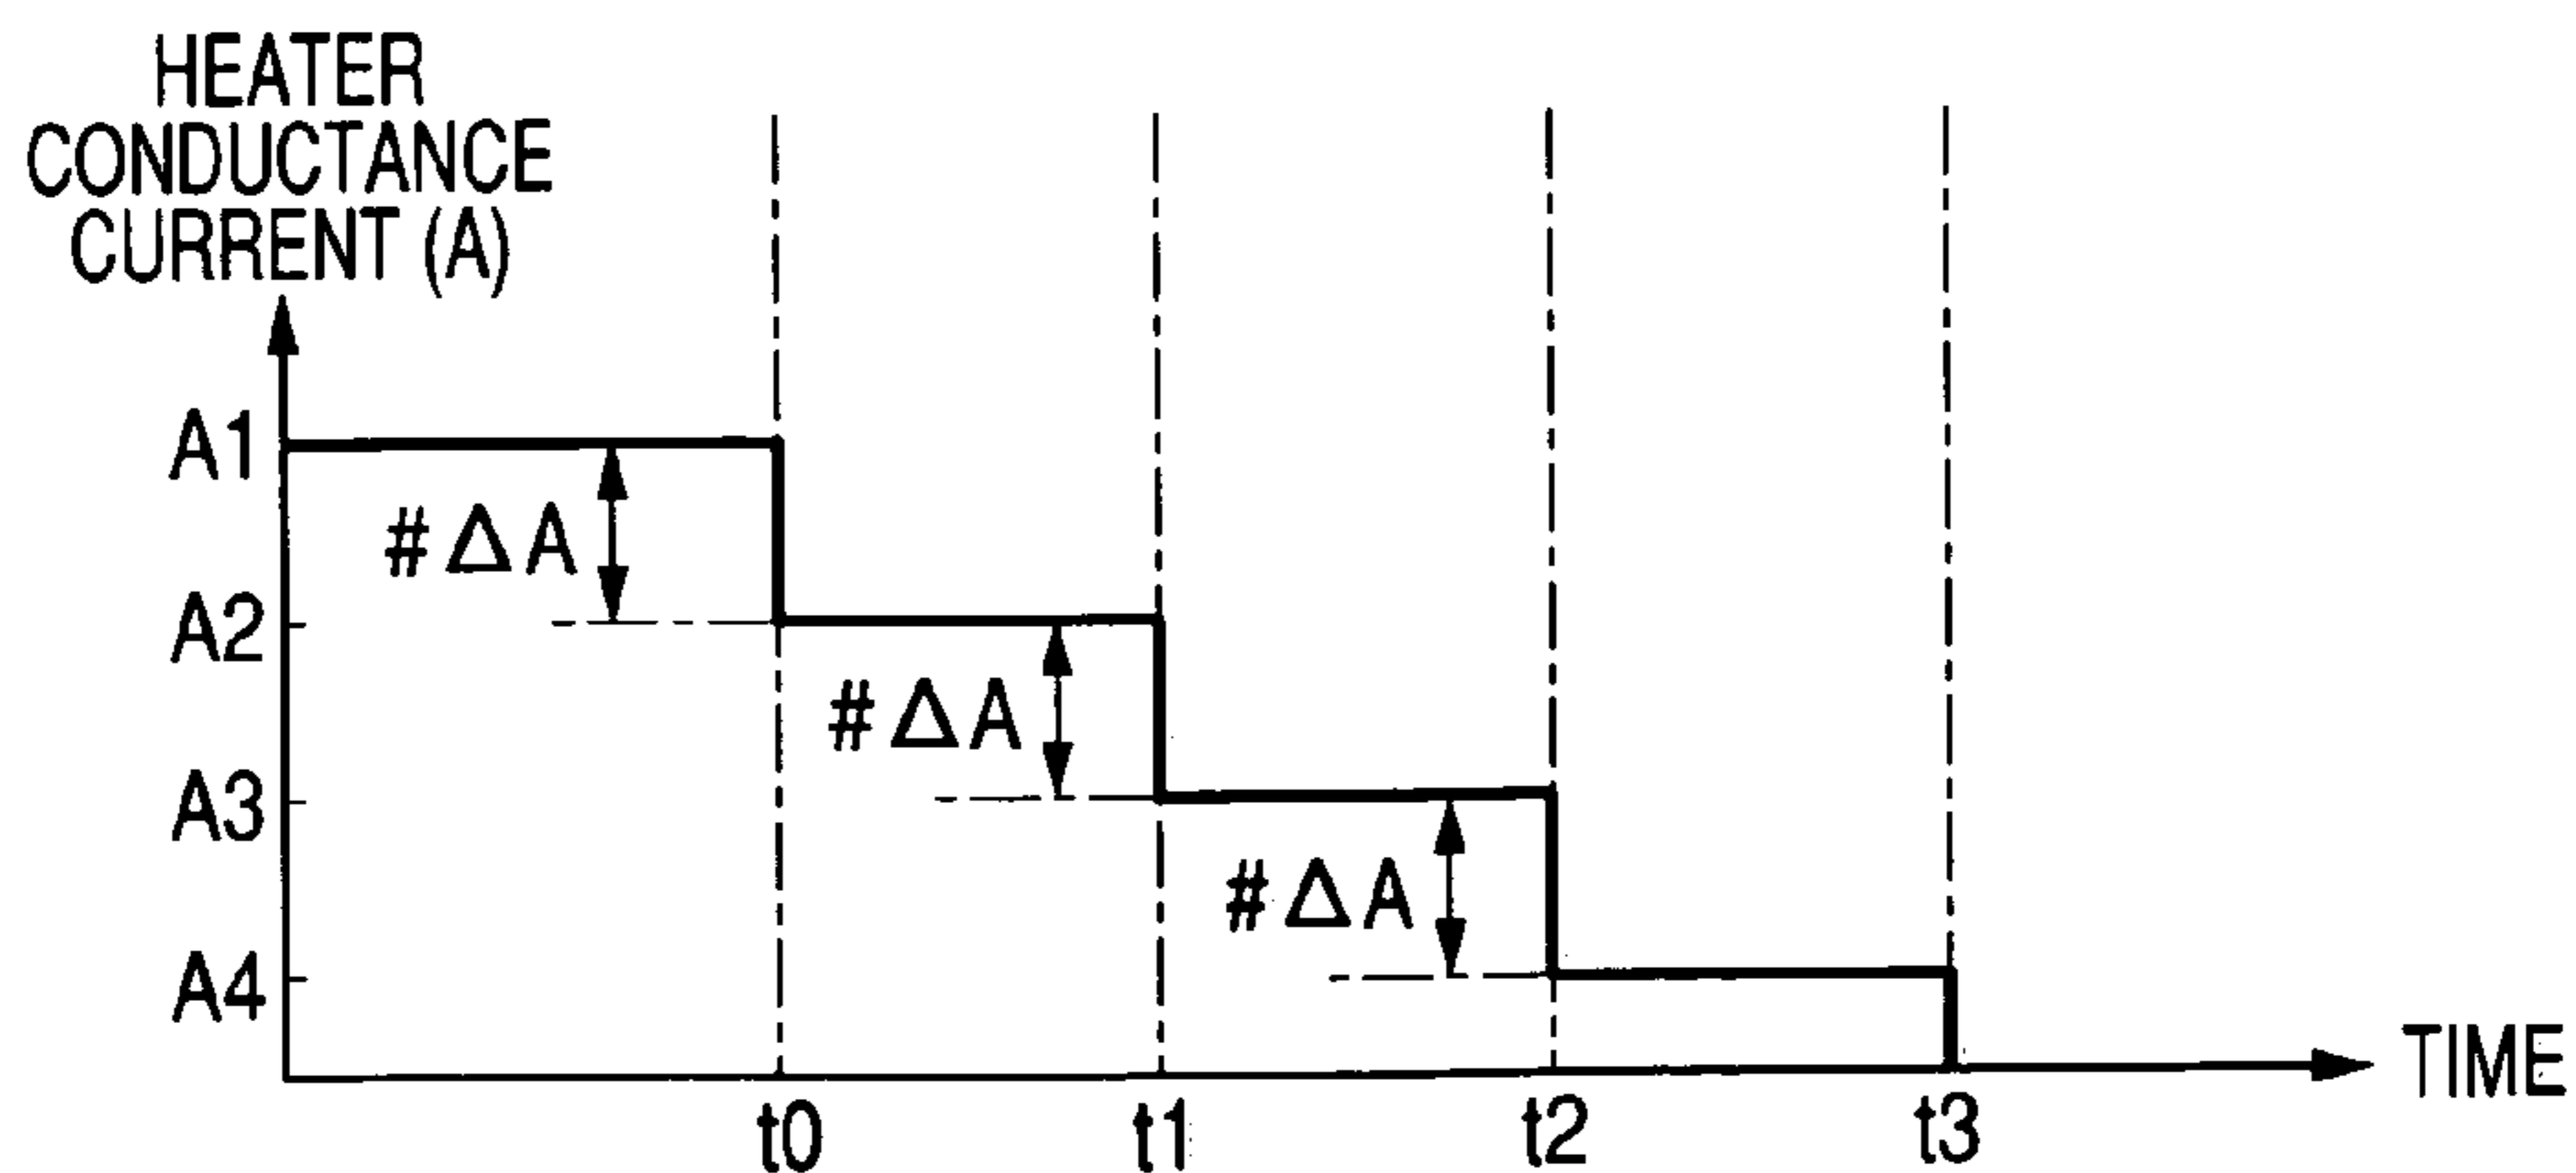 HEATER
CONDUCTANCE
CURRENT (A)
A1
#ΔA
A2
#ΔA
A3
#ΔA
A4
TIME
t0
t1
t2
t3